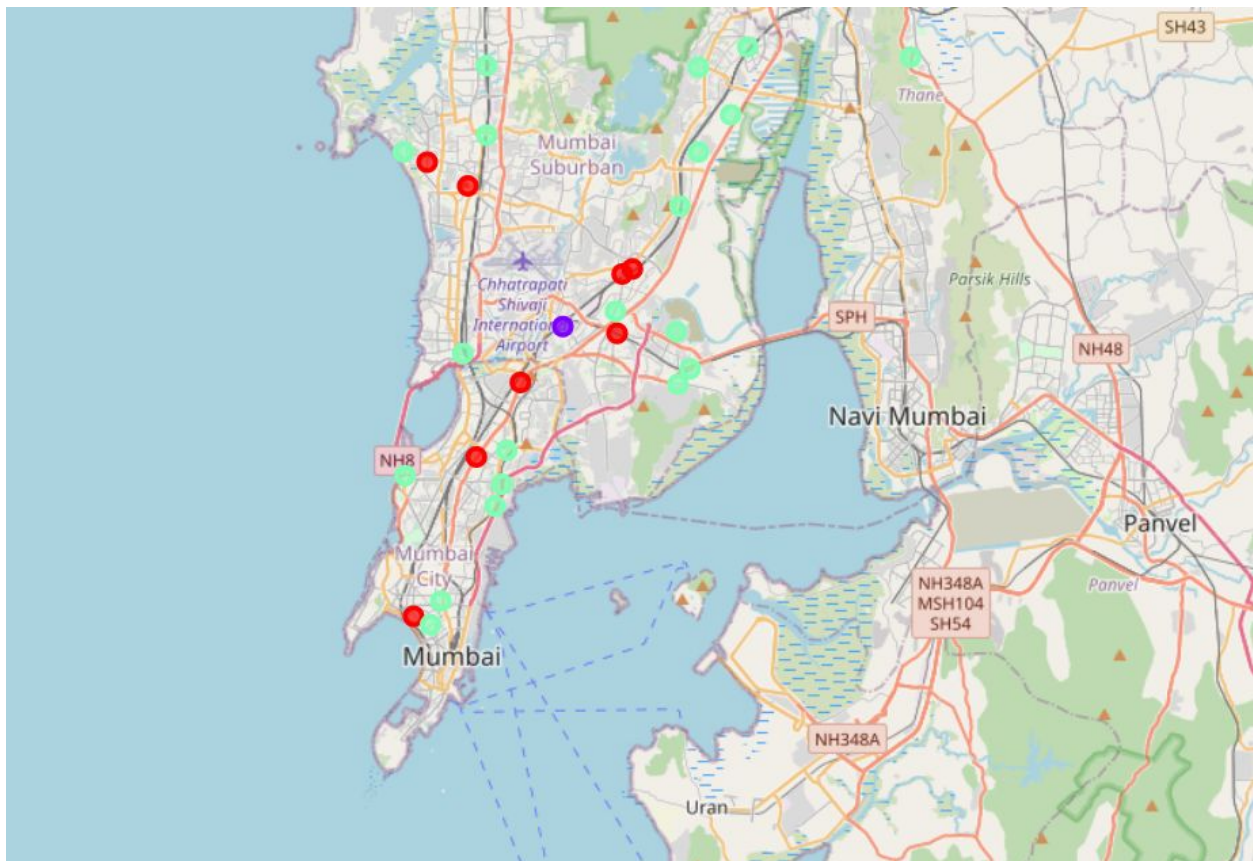 SH43
Thane
Mumbai
Suburban
Chhatrapati
Shivaji
Internationa
Airport
Parsik Hills
SPH
NH48
Navi Mumbai
NH8
Panvel
Mumbai
City
NH348A
MSH104
SH54
Panvel
Mumbai
NH348A
Uran